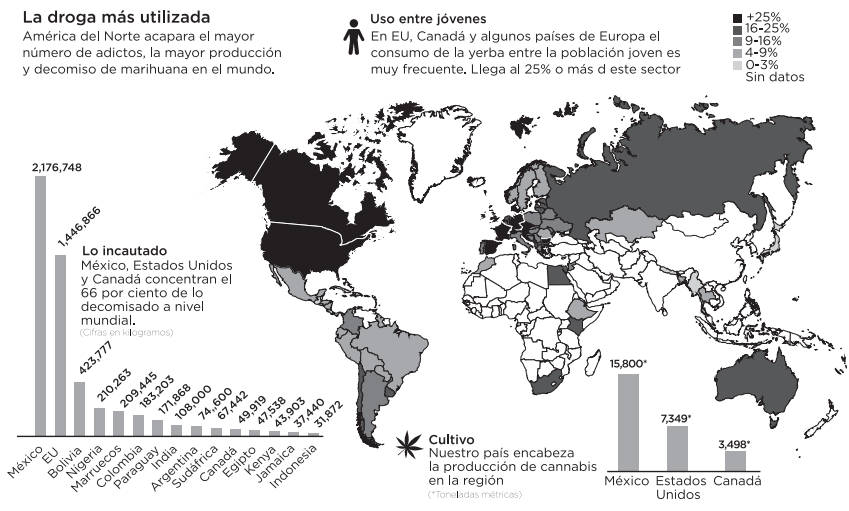 La droga más utilizada
América del Norte acapara el mayor
número de adictos, la mayor producción
y decomiso de marihuana en el mundo.
Uso entre jóvenes
En EU, Canadá y algunos países de Europa el
consumo de la yerba entre la población joven es
muy frecuente. Llega al 25% o más d este sector
+25%
16-25%
9-16%
4-9%
0-3%
Sin datos
2,176,748
1,446,866
423,777
210,263
209,445
183,203
171,868
108,000
74,,600
67,442
49,919
47,538
43,903
37,440
31,872
Lo incautado
México, Estados Unidos
y Canadá concentran el
66 por ciento de lo
decomisado a nivel
mundial.
(Cifras en kilogramos)
México
EU
Bolivia
Nigeria
Marruecos
Colombia
Paraguay
India
Argentina
Sudáfrica
Canadá
Egipto
Kenya
Jamaica
Indonesia
Cultivo
Nuestro país encabeza
la producción de cannabis
en la región
(*Toneladas métricas)
15,800*
7,349*
3,498*
México
Estados
Unidos
Canadá